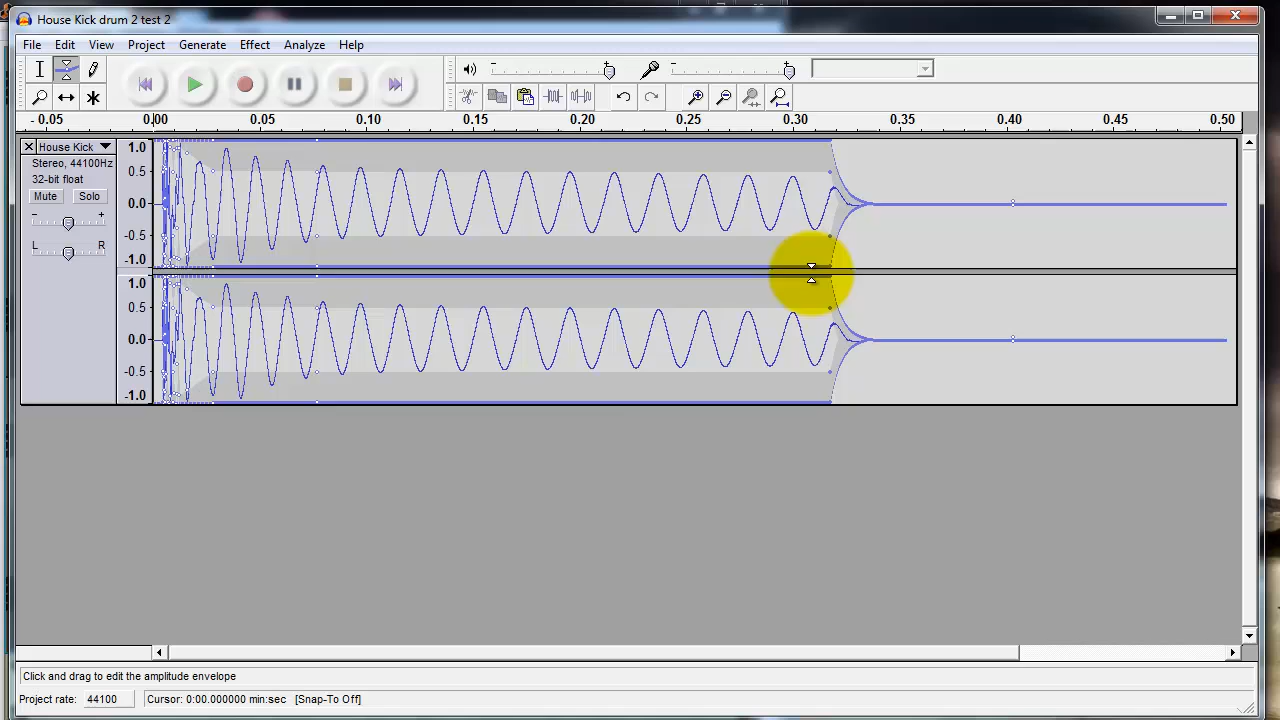 House Kick drum 2 test 2
File Edit View Project Generate Effect Analyze Help
- 0.05 0.00 0.05 0.10 0.15 0.20 0.25 0.30 0.35 0.40 0.45 0.50
House Kick
Stereo, 44100Hz
32-bit float
Mute Solo
- +
L R
1.0
0.5
0.0
-0.5
-1.0
1.0
0.5
0.0
-0.5
-1.0
Click and drag to edit the amplitude envelope
Project rate: 44100 Cursor: 0:00.000000 min:sec [Snap-To Off]